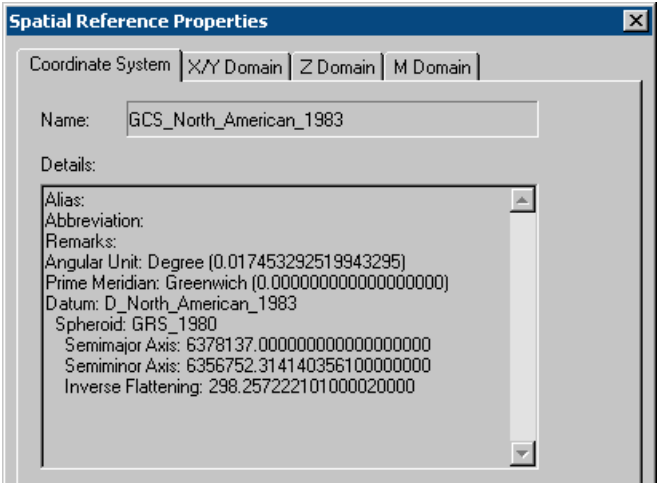 Spatial Reference Properties
Coordinate System X/Y Domain Z Domain M Domain
Name: GCS_North_American_1983
Details:
Alias:
Abbreviation:
Remarks:
Angular Unit: Degree (0.017453292519943295)
Prime Meridian: Greenwich (0.000000000000000000)
Datum: D_North_American_1983
Spheroid: GRS_1980
Semimajor Axis: 6378137.000000000000000000
Semiminor Axis: 6356752.314140356100000000
Inverse Flattening: 298.257222101000020000